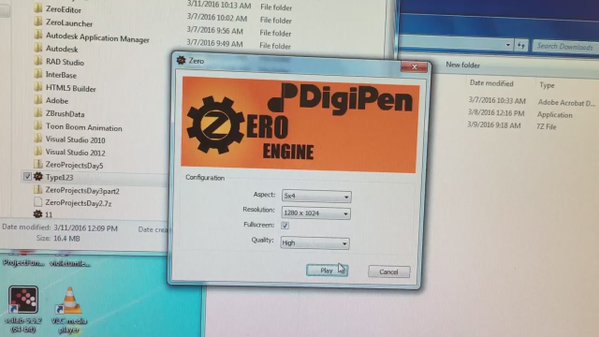 ZeroEditor
3/11/2016 10:13 AM
File folder
ZeroLauncher
3/7/2016 10:02 AM
File folder
Autodesk Application Manager
3/7/2016 9:56 AM
File folder
Autodesk
3/7/2016 9:49 AM
File folder
RAD Studio
InterBase
HTML5 Builder
Adobe
ZBrushData
Toon Boom Animation
Visual Studio 2010
Visual Studio 2012
ZeroProjectsDay5
Type123
ZeroProjectsDay3part2
ZeroProjectsDay2.7z
11
Date modified: 3/11/2016 12:09 PM
Date crea
Size: 16.4 MB
(64-bit)
VLC media
player
Zero
DigiPen
ZERO
ENGINE
Configuration
Aspect:
5x4
Resolution:
1280 x 1024
Fullscreen:
Quality:
High
Play
Cancel
Search Downloads
New folder
Date modified
Type
3/7/2016 10:33 AM
Adobe Acrobat D...
3/8/2016 12:16 PM
Application
3/9/2016 9:18 AM
7Z File